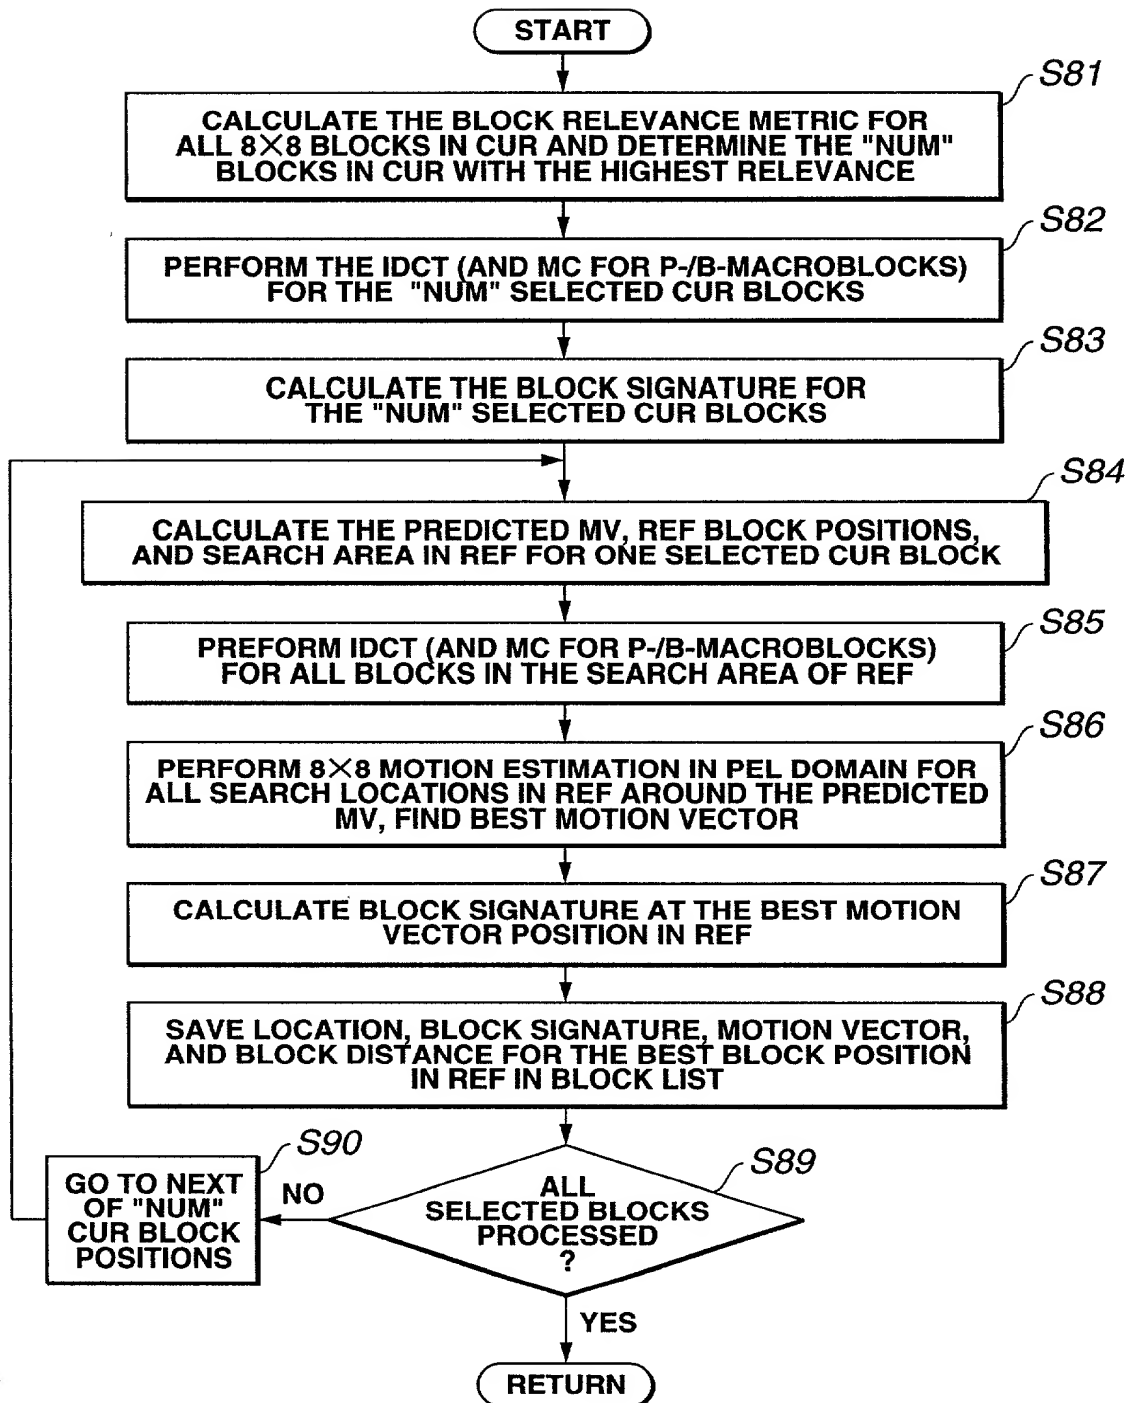 START
S81
CALCULATE THE BLOCK RELEVANCE METRIC FOR
ALL 8×8 BLOCKS IN CUR AND DETERMINE THE "NUM"
BLOCKS IN CUR WITH THE HIGHEST RELEVANCE
S82
PERFORM THE IDCT (AND MC FOR P-/B-MACROBLOCKS)
FOR THE "NUM" SELECTED CUR BLOCKS
S83
CALCULATE THE BLOCK SIGNATURE FOR
THE "NUM" SELECTED CUR BLOCKS
S84
CALCULATE THE PREDICTED MV, REF BLOCK POSITIONS,
AND SEARCH AREA IN REF FOR ONE SELECTED CUR BLOCK
S85
PREFORM IDCT (AND MC FOR P-/B-MACROBLOCKS)
FOR ALL BLOCKS IN THE SEARCH AREA OF REF
S86
PERFORM 8×8 MOTION ESTIMATION IN PEL DOMAIN FOR
ALL SEARCH LOCATIONS IN REF AROUND THE PREDICTED
MV, FIND BEST MOTION VECTOR
S87
CALCULATE BLOCK SIGNATURE AT THE BEST MOTION
VECTOR POSITION IN REF
S88
SAVE LOCATION, BLOCK SIGNATURE, MOTION VECTOR,
AND BLOCK DISTANCE FOR THE BEST BLOCK POSITION
IN REF IN BLOCK LIST
S89
ALL
SELECTED BLOCKS
PROCESSED
?
NO
S90
GO TO NEXT
OF "NUM"
CUR BLOCK
POSITIONS
YES
RETURN